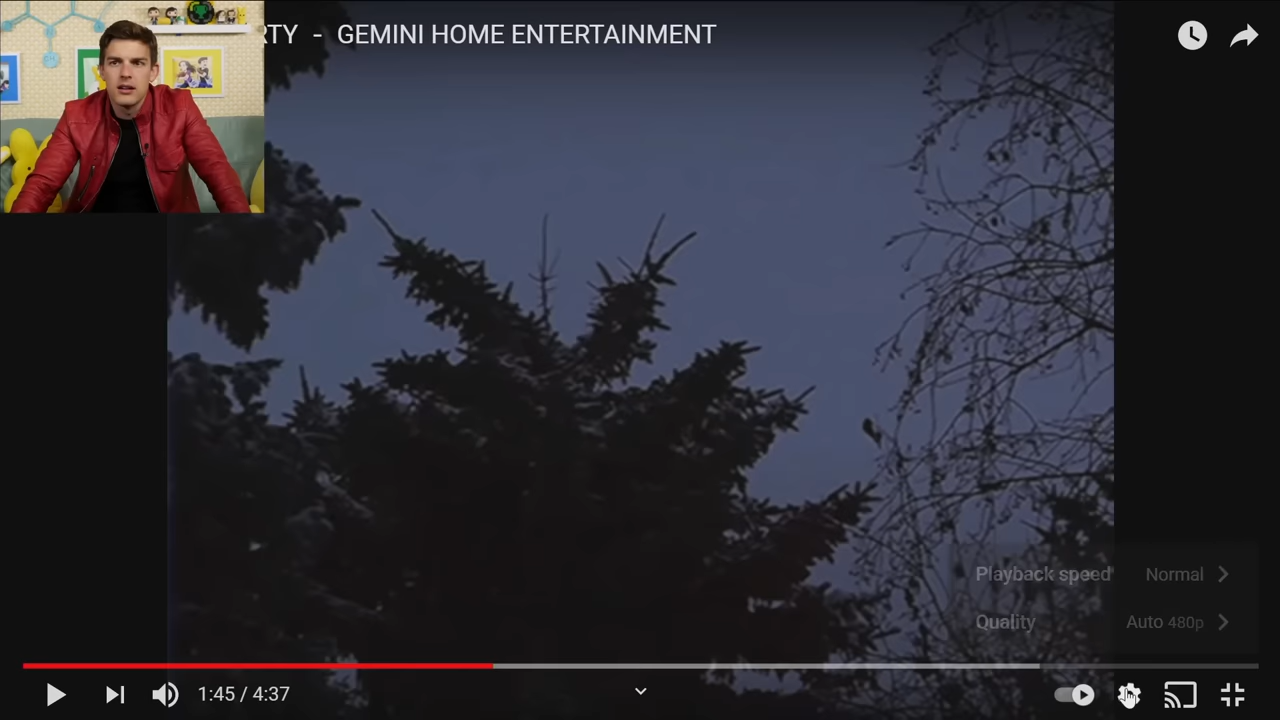 RTY - GEMINI HOME ENTERTAINMENT
Playback speed Normal
Quality Auto 480p
1:45 / 4:37